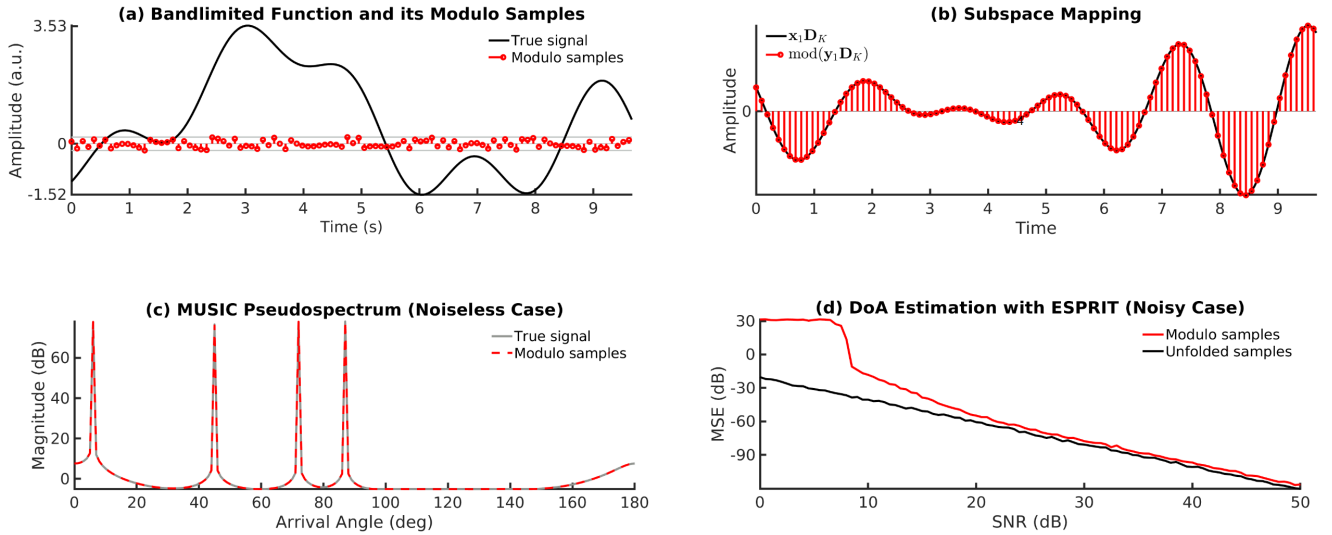 (a) Bandlimited Function and its Modulo Samples
3.53
0
-1.52
Amplitude (a.u.)
True signal
Modulo samples
0 1 2 3 4 5 6 7 8 9
Time (s)
(b) Subspace Mapping
x₁D_K
mod(y₁D_K)
0
Amplitude
4
0 1 2 3 4 5 6 7 8 9
Time
(c) MUSIC Pseudospectrum (Noiseless Case)
60
40
20
0
Magnitude (dB)
True signal
Modulo samples
0 20 40 60 80 100 120 140 160 180
Arrival Angle (deg)
(d) DoA Estimation with ESPRIT (Noisy Case)
30
0
-30
-60
-90
MSE (dB)
Modulo samples
Unfolded samples
0 10 20 30 40 50
SNR (dB)